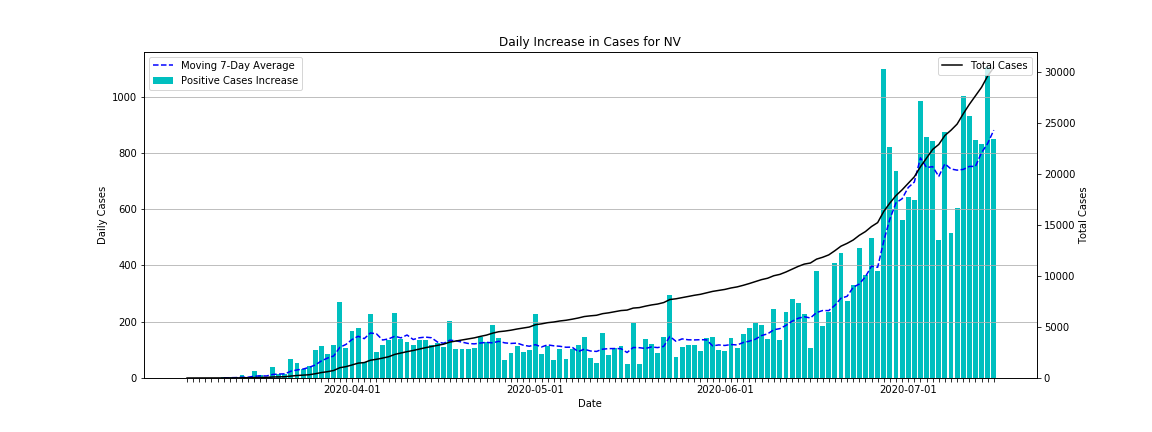 Daily Increase in Cases for NV
Moving 7-Day Average
Positive Cases Increase
Total Cases
1000
800
600
400
200
0
Daily Cases
30000
25000
20000
15000
10000
5000
0
Total Cases
2020-04-01 2020-05-01 2020-06-01 2020-07-01
Date